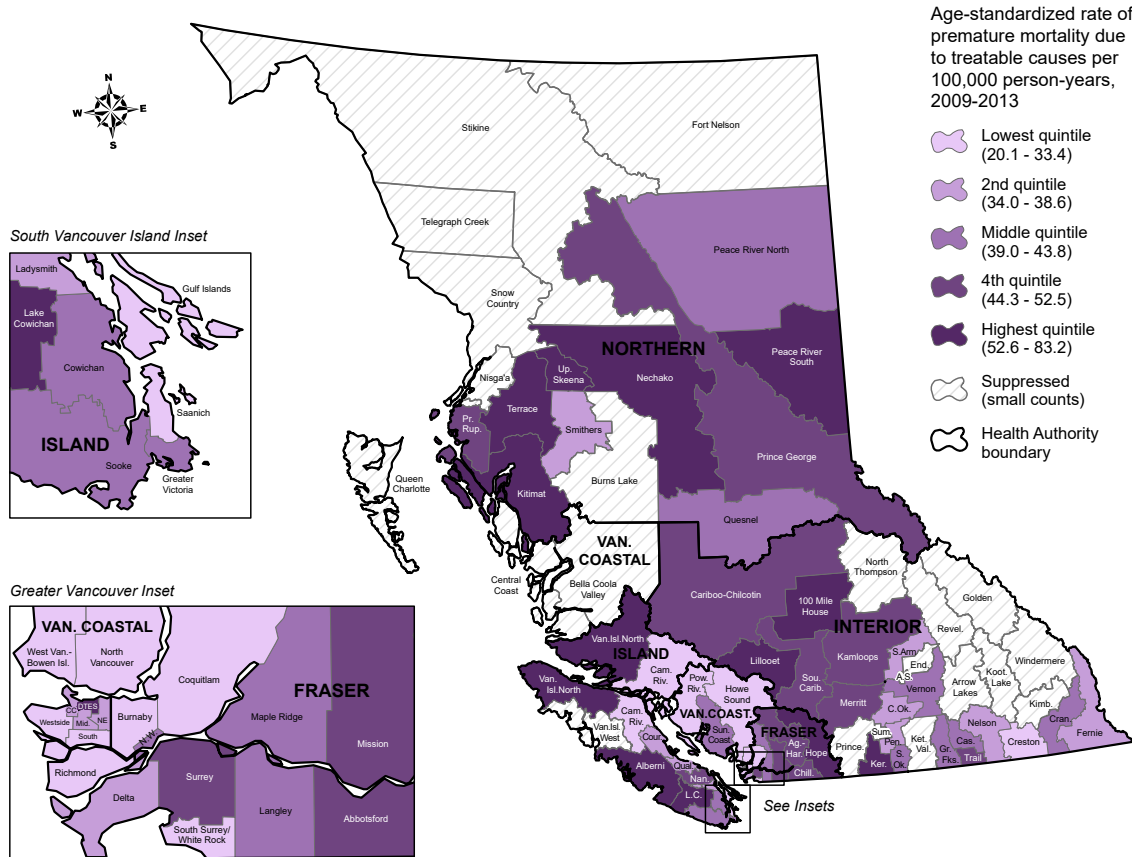 Age-standardized rate of
premature mortality due
to treatable causes per
100,000 person-years,
2009-2013
Lowest quintile
(20.1 - 33.4)
2nd quintile
(34.0 - 38.6)
Middle quintile
(39.0 - 43.8)
4th quintile
(44.3 - 52.5)
Highest quintile
(52.6 - 83.2)
Suppressed
(small counts)
Health Authority
boundary
N
W
E
S
Stikine
Fort Nelson
Telegraph Creek
Peace River North
Snow
Country
NORTHERN
Peace River
South
Nisga'a
Up.
Skeena
Nechako
Terrace
Pr.
Rup.
Smithers
Prince George
Queen
Charlotte
Kitimat
Burns Lake
Quesnel
VAN.
COASTAL
Central
Coast
Bella Coola
Valley
North
Thompson
Cariboo-Chilcotin
100 Mile
House
Golden
INTERIOR
Revel.
Van.Isl.North
ISLAND
Cam.
Riv.
Lillooet
Kamloops
S.Arm
End.
A.S.
Windermere
Koot.
Lake
Arrow
Lakes
Vernon
Van.
Isl.North
Pow.
Riv.
Howe
Sound
Sou.
Carib.
Merritt
C.Ok.
Kimb.
Cran.
Fernie
Nelson
Creston
VAN.COAST.
Cam.
Riv.
Van.Isl.
West
Cour.
Sun.
Coast
FRASER
Ag.-
Har.
Hope
Chill.
Prince.
Sum.
Pen.
Ker.
S.
Ok.
Ket.
Val.
Gr.
Fks.
Cas.
Trail
Alberni
Qual.
Nan.
L.C.
See Insets
South Vancouver Island Inset
Ladysmith
Gulf Islands
Lake
Cowichan
Cowichan
Saanich
ISLAND
Sooke
Greater
Victoria
Greater Vancouver Inset
VAN. COASTAL
West Van.-
Bowen Isl.
North
Vancouver
Coquitlam
FRASER
CC
DTES
Westside
Mid.
NE
South
Burnaby
N.W.
Maple Ridge
Mission
Richmond
Surrey
Delta
Langley
Abbotsford
South Surrey/
White Rock